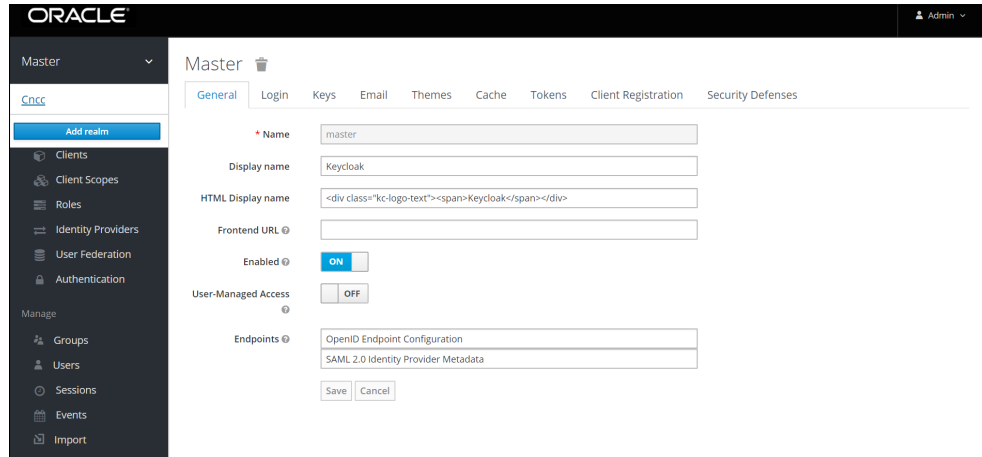 ORACLE
Admin
Master
Cncc
Add realm
Clients
Client Scopes
Roles
Identity Providers
User Federation
Authentication
Manage
Groups
Users
Sessions
Events
Import
Master
General Login Keys Email Themes Cache Tokens Client Registration Security Defenses
* Name master
Display name Keycloak
HTML Display name <div class="kc-logo-text"><span>Keycloak</span></div>
Frontend URL
Enabled ON
User-Managed Access OFF
Endpoints OpenID Endpoint Configuration
SAML 2.0 Identity Provider Metadata
Save Cancel